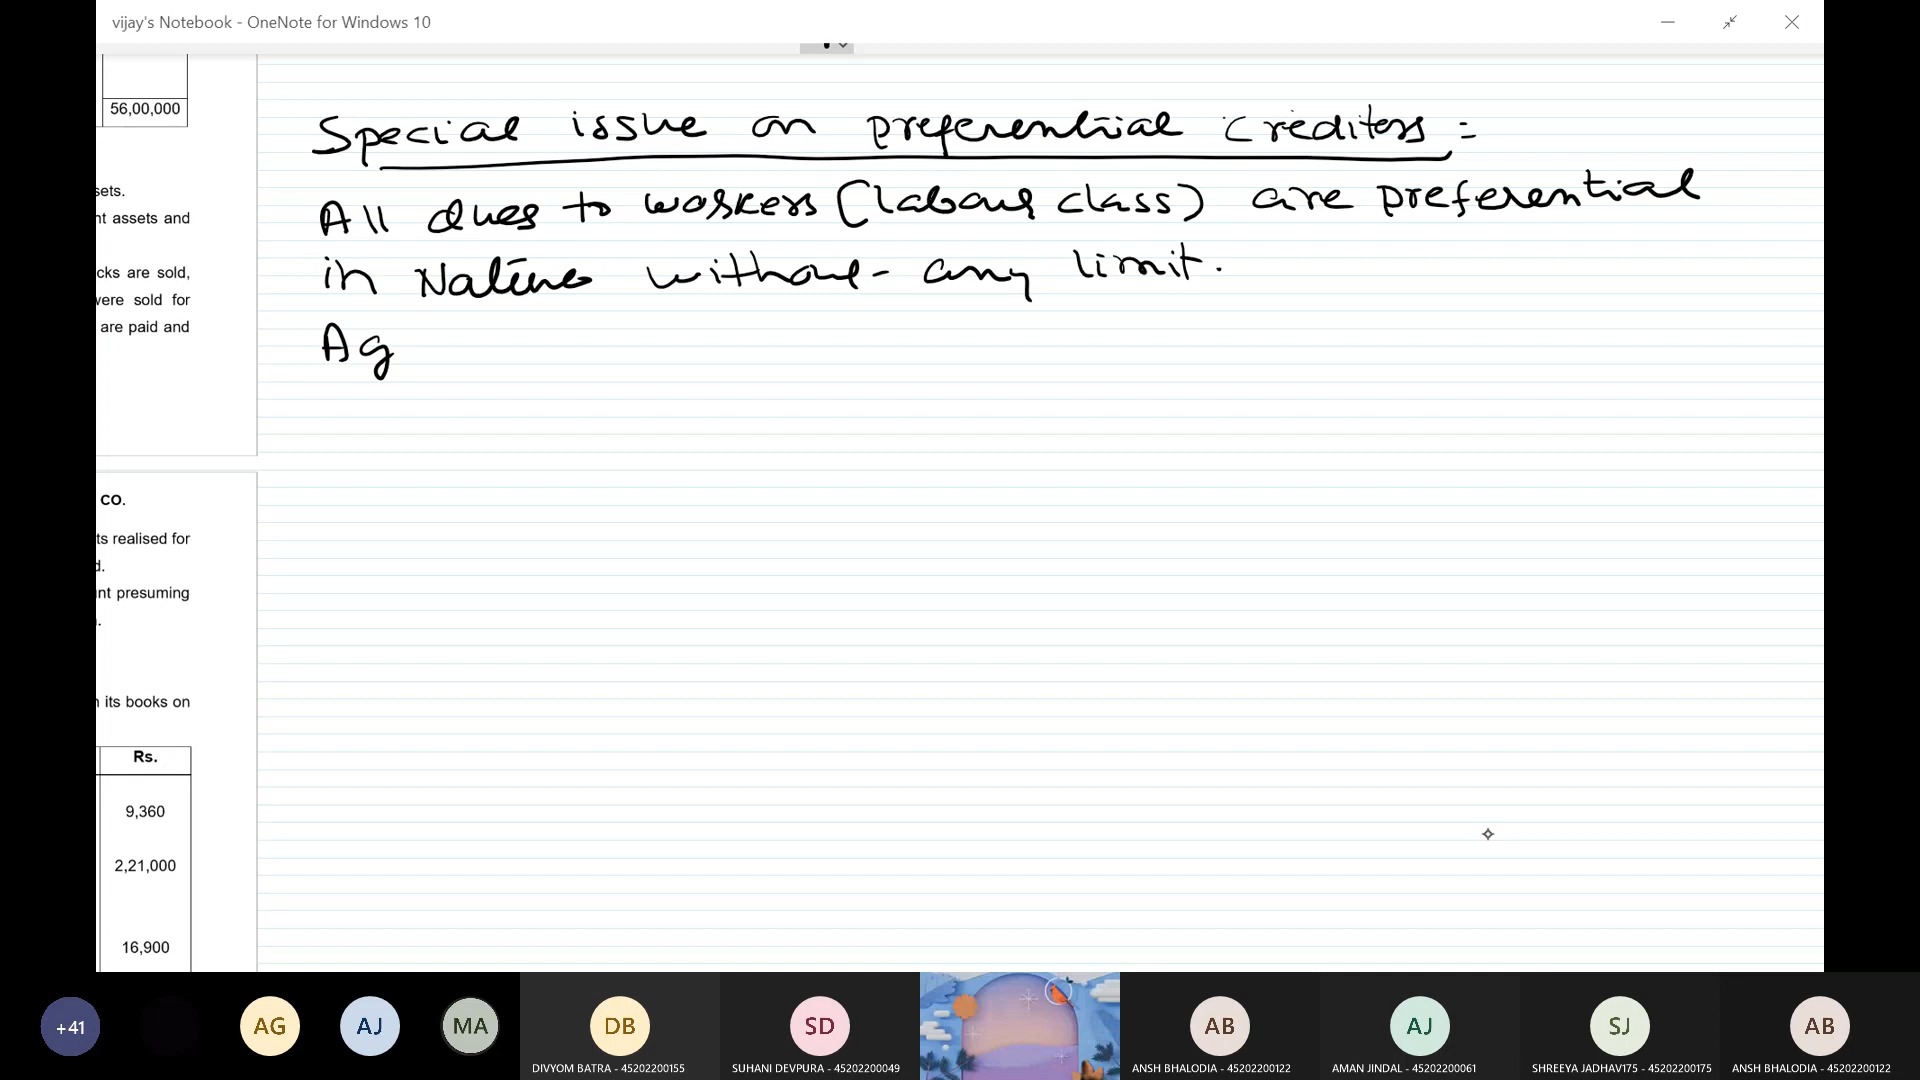 vijay's Notebook - OneNote for Windows 10
56,00,000
sets.
nt assets and
cks are sold,
vere sold for
are paid and
Special issue on preferential creditors =
All dues to workers (labour class) are preferential
in Nature without any limit.
Ag
CO.
ts realised for
d.
int presuming
.
n its books on
Rs.
9,360
2,21,000
16,900
+41
AG
AJ
MA
DB
SD
AB
AJ
SJ
AB
DIVYOM BATRA - 45202200155
SUHANI DEVPURA - 45202200049
ANSH BHALODIA - 45202200122
AMAN JINDAL - 45202200061
SHREEYA JADHAV175 - 45202200175
ANSH BHALODIA - 45202200122